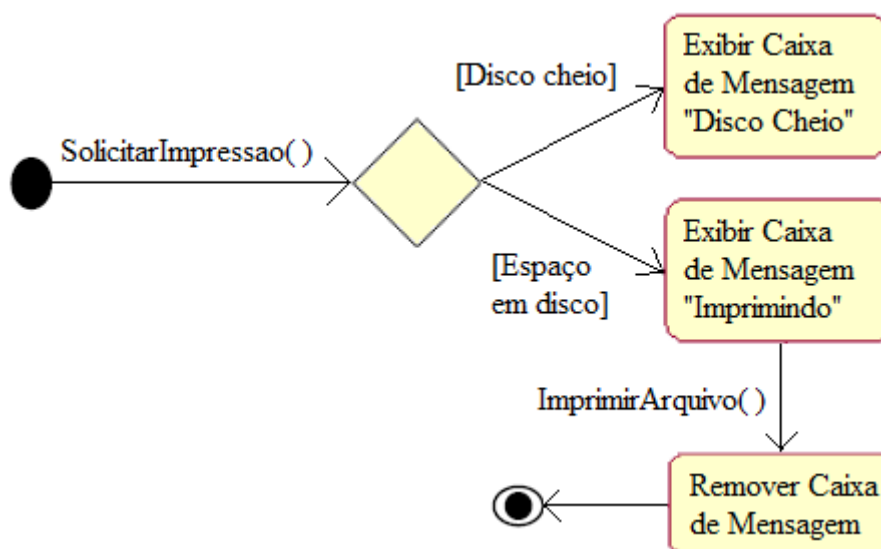 SolicitarImpressao( )
[Disco cheio]
Exibir Caixa
de Mensagem
"Disco Cheio"
[Espaço
em disco]
Exibir Caixa
de Mensagem
"Imprimindo"
ImprimirArquivo( )
Remover Caixa
de Mensagem